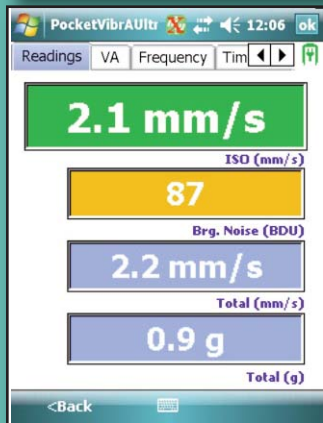 PocketVibrAUltr 12:06 ok
Readings VA Frequency Tim
2.1 mm/s
ISO (mm/s)
87
Brg. Noise (BDU)
2.2 mm/s
Total (mm/s)
0.9 g
Total (g)
<Back